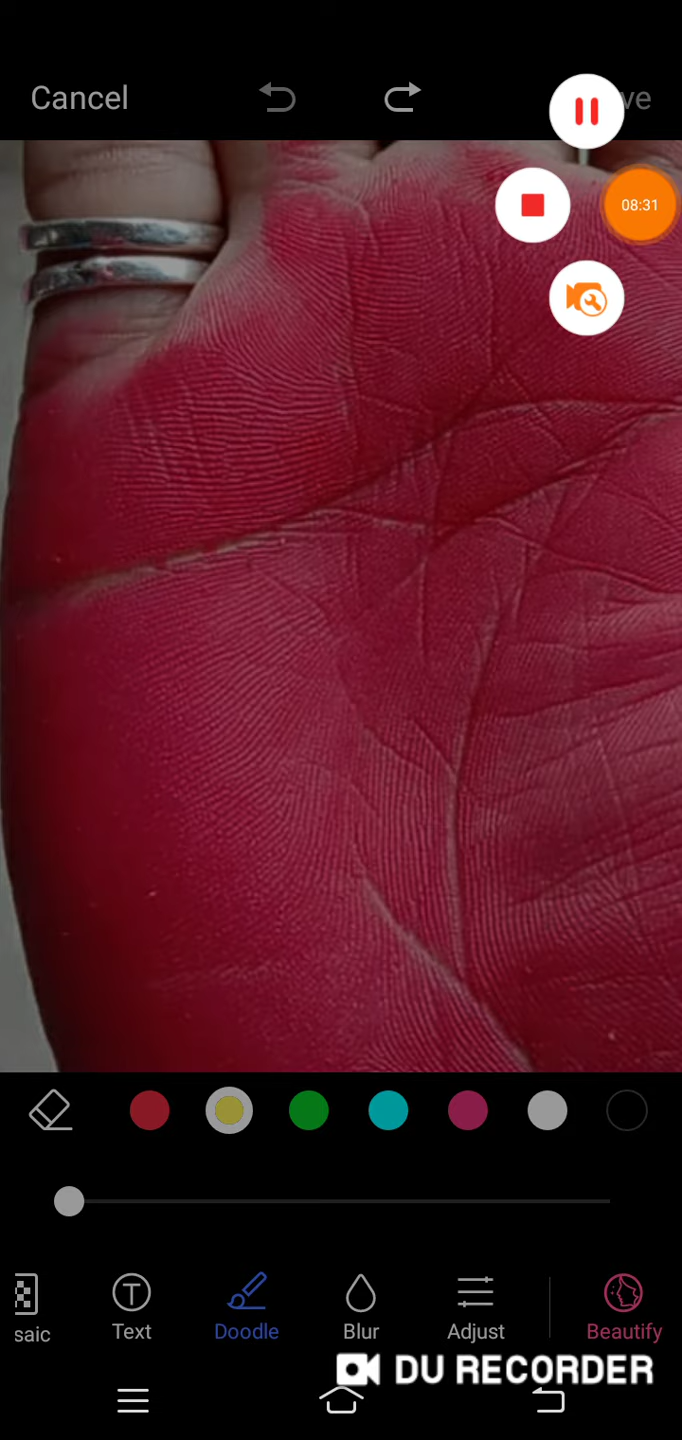 Cancel
ve
08:31
saic
Text
Doodle
Blur
Adjust
Beautify
DU RECORDER